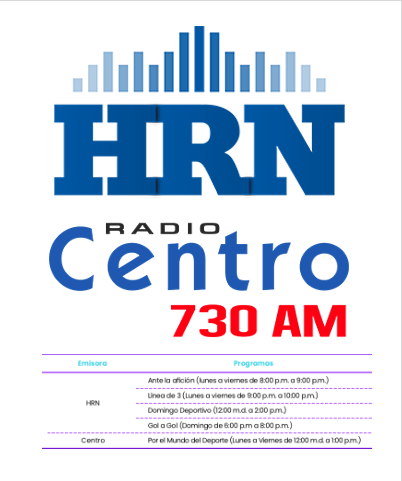 HRN
RADIO
Centro
730 AM
Emisora Programas
Ante la afición (lunes a viernes de 8:00 p.m. a 9:00 p.m.)
HRN
Línea de 3 (Lunes a viernes de 9:00 p.m. a 10:00 p.m.)
Domingo Deportivo (12:00 m.d. a 2:00 p.m.)
Gol a Gol (Domingo de 6:00 p.m a 8:00 p.m.)
Centro Por el Mundo del Deporte (Lunes a Viernes de 12:00 m.d. a 1:00 p.m.)